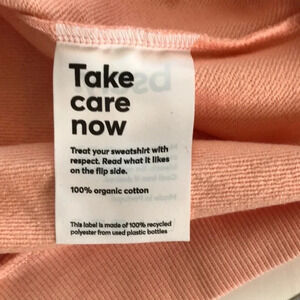 Take
care
now
Treat your sweatshirt with
respect. Read what it likes
on the flip side.
100% organic cotton
This label is made of 100% recycled
polyester from used plastic bottles